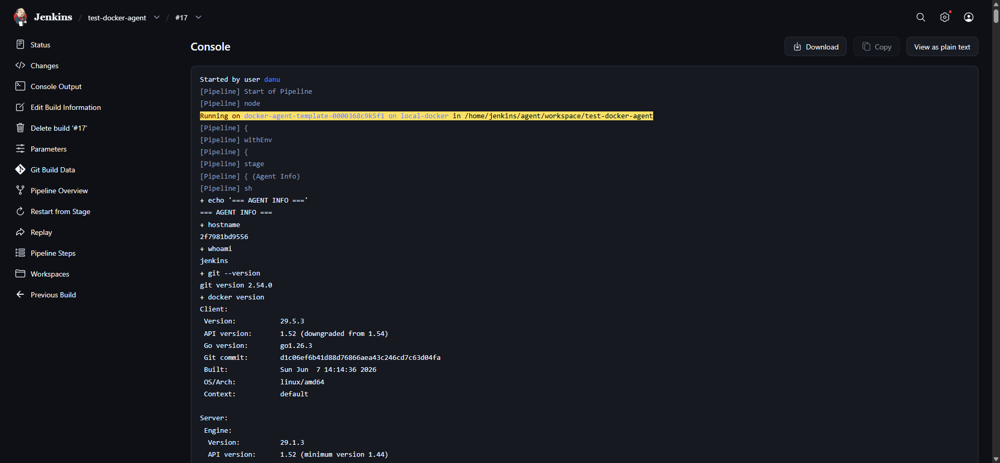 Jenkins / test-docker-agent / #17
Status
Changes
Console Output
Edit Build Information
Delete build ‘#17’
Parameters
Git Build Data
Pipeline Overview
Restart from Stage
Replay
Pipeline Steps
Workspaces
Previous Build
Console
Download
Copy
View as plain text
Started by user danu
[Pipeline] Start of Pipeline
[Pipeline] node
Running on docker-agent-template-0000368c9k5f1 on local-docker in /home/jenkins/agent/workspace/test-docker-agent
[Pipeline] {
[Pipeline] withEnv
[Pipeline] {
[Pipeline] stage
[Pipeline] { (Agent Info)
[Pipeline] sh
+ echo '=== AGENT INFO ==='
=== AGENT INFO ===
+ hostname
2f7981bd9556
+ whoami
jenkins
+ git --version
git version 2.54.0
+ docker version
Client:
 Version:           29.5.3
 API version:       1.52 (downgraded from 1.54)
 Go version:        go1.26.3
 Git commit:        d1c06ef6b41d88d76866aea43c246cd7c63d04fa
 Built:             Sun Jun  7 14:14:36 2026
 OS/Arch:           linux/amd64
 Context:           default
Server:
 Engine:
  Version:          29.1.3
  API version:      1.52 (minimum version 1.44)